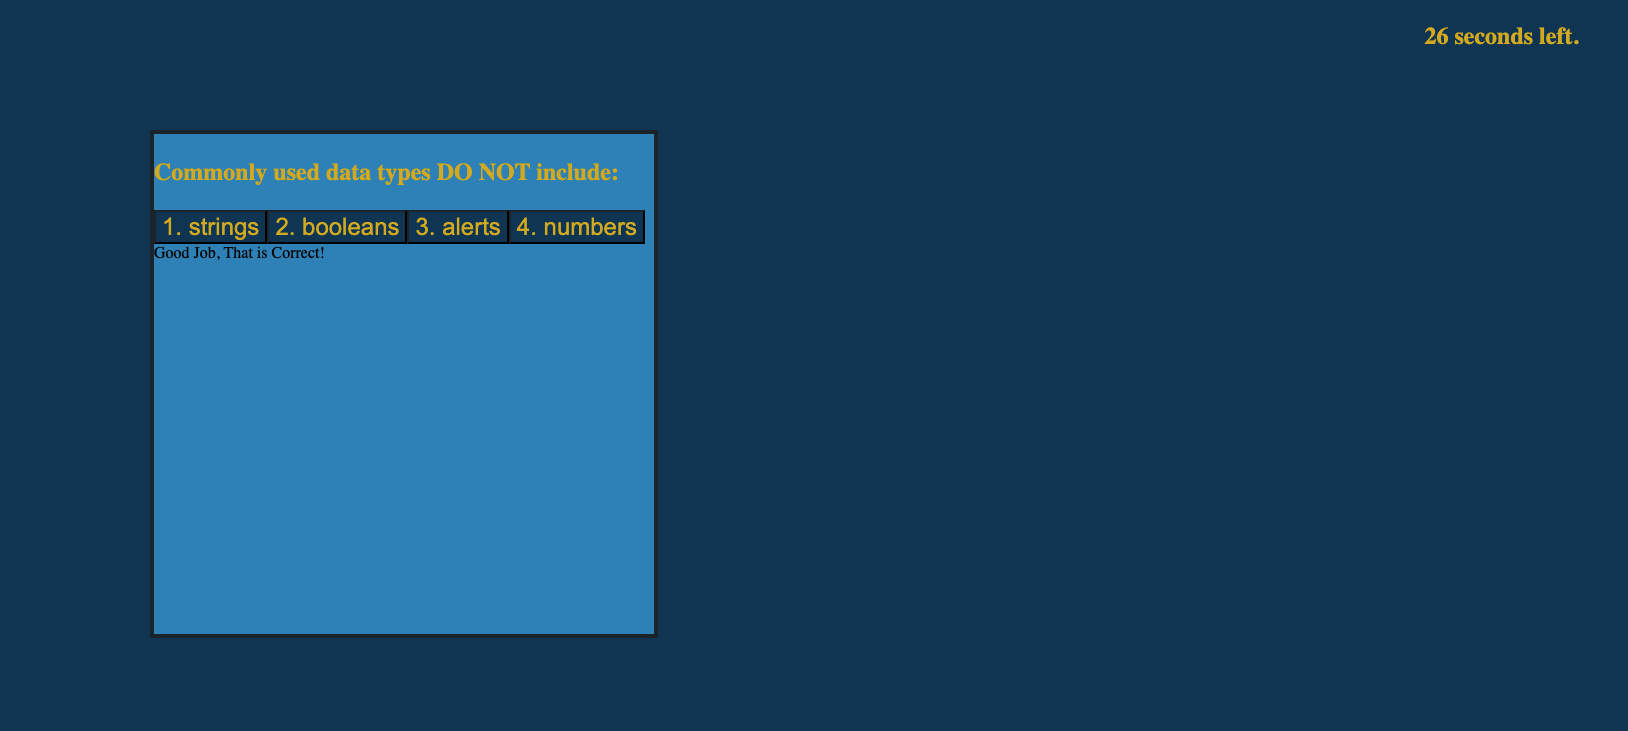 26 seconds left.
Commonly used data types DO NOT include:
1. strings 2. booleans 3. alerts 4. numbers
Good Job, That is Correct!